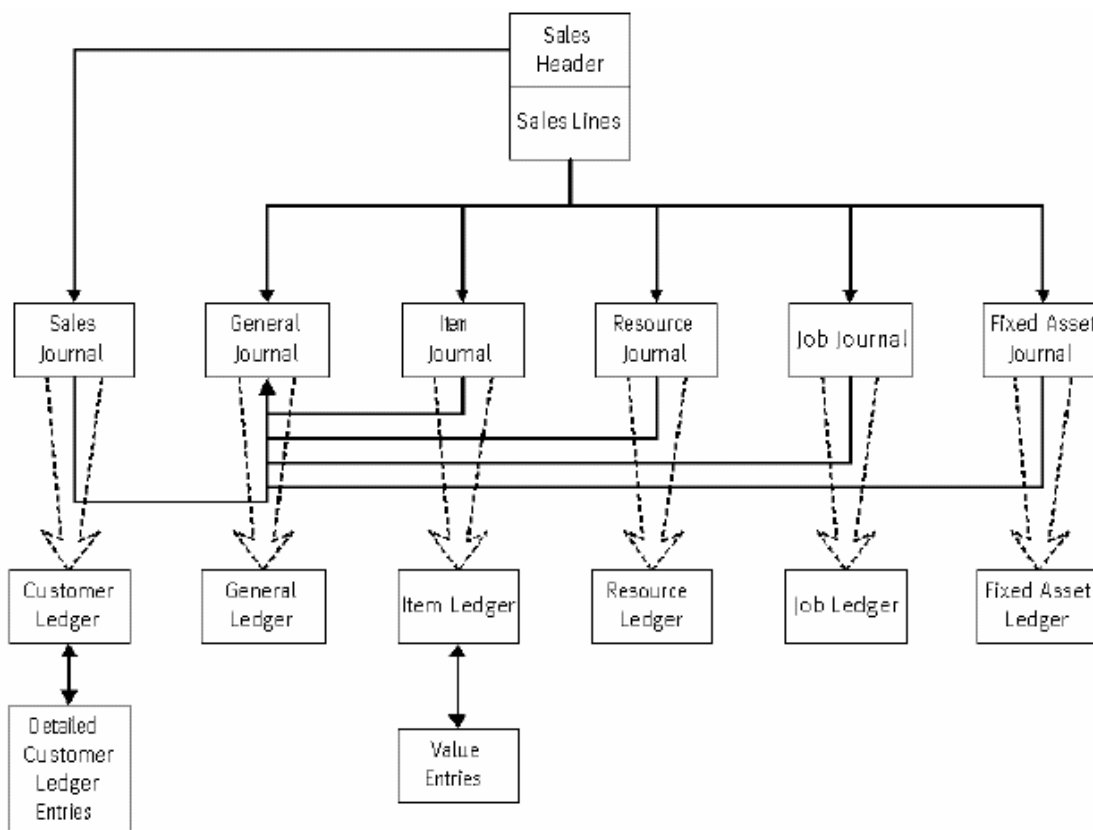 Sales
Header
Sales Lines
Sales
Journal
General
Journal
Item
Journal
Resource
Journal
Job Journal
Fixed Asset
Journal
Customer
Ledger
General
Ledger
Item Ledger
Resource
Ledger
Job Ledger
Fixed Asset
Ledger
Detailed
Customer
Ledger
Entries
Value
Entries